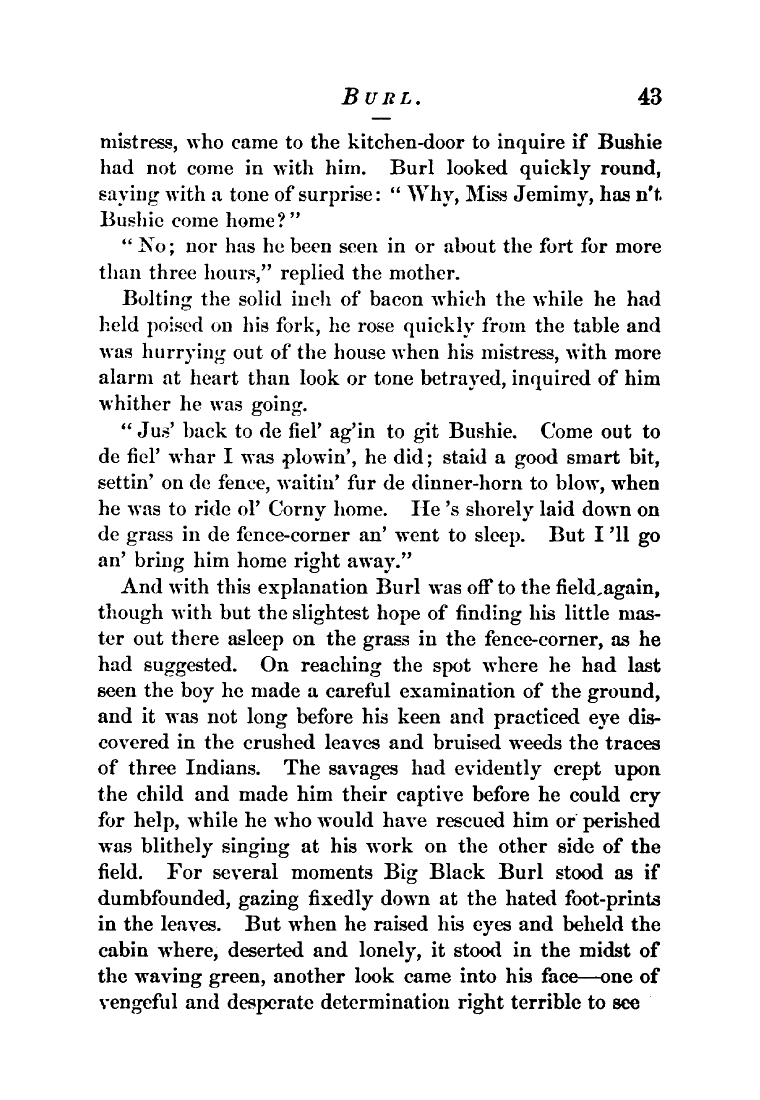 BURL. 43
mistress, who came to the kitchen-door to inquire if Bushie
had not come in with him. Burl looked quickly round,
saying with a tone of surprise: “Why, Miss Jemimy, has n't
Bushie come home?”
“No; nor has he been seen in or about the fort for more
than three hours,” replied the mother.
Bolting the solid inch of bacon which the while he had
held poised on his fork, he rose quickly from the table and
was hurrying out of the house when his mistress, with more
alarm at heart than look or tone betrayed, inquired of him
whither he was going.
“Jus' back to de fiel' ag'in to git Bushie. Come out to
de fiel' whar I was plowin', he did; staid a good smart bit,
settin' on de fence, waitin' fur de dinner-horn to blow, when
he was to ride ol' Corny home. He 's shorely laid down on
de grass in de fence-corner an' went to sleep. But I 'll go
an' bring him home right away.”
And with this explanation Burl was off to the field, again,
though with but the slightest hope of finding his little mas-
ter out there asleep on the grass in the fence-corner, as he
had suggested. On reaching the spot where he had last
seen the boy he made a careful examination of the ground,
and it was not long before his keen and practiced eye dis-
covered in the crushed leaves and bruised weeds the traces
of three Indians. The savages had evidently crept upon
the child and made him their captive before he could cry
for help, while he who would have rescued him or perished
was blithely singing at his work on the other side of the
field. For several moments Big Black Burl stood as if
dumbfounded, gazing fixedly down at the hated foot-prints
in the leaves. But when he raised his eyes and beheld the
cabin where, deserted and lonely, it stood in the midst of
the waving green, another look came into his face—one of
vengeful and desperate determination right terrible to see